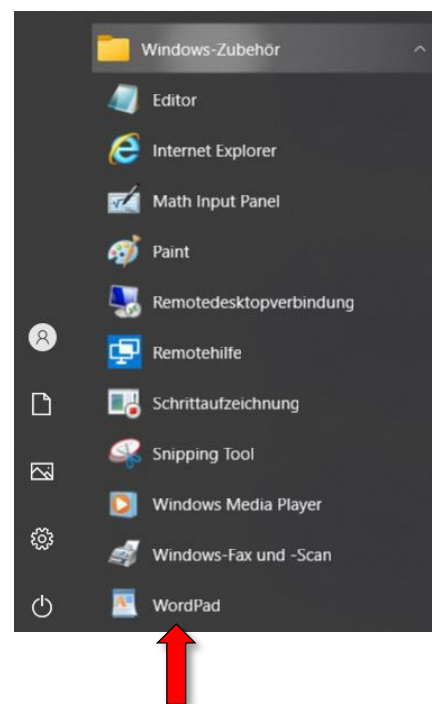 Windows-Zubehör
Editor
Internet Explorer
Math Input Panel
Paint
Remotedesktopverbindung
Remotehilfe
Schrittaufzeichnung
Snipping Tool
Windows Media Player
Windows-Fax und -Scan
WordPad